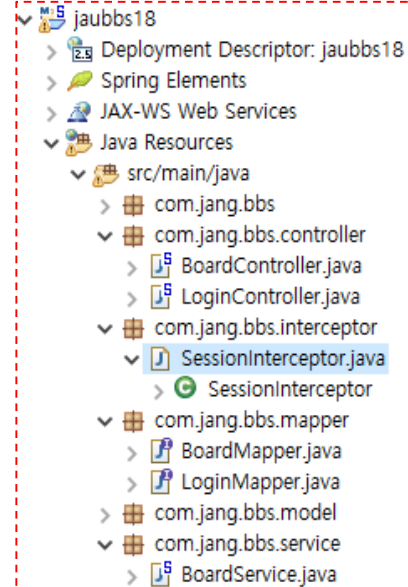 jaubbs18
Deployment Descriptor: jaubbs18
Spring Elements
JAX-WS Web Services
Java Resources
src/main/java
com.jang.bbs
com.jang.bbs.controller
BoardController.java
LoginController.java
com.jang.bbs.interceptor
SessionInterceptor.java
SessionInterceptor
com.jang.bbs.mapper
BoardMapper.java
LoginMapper.java
com.jang.bbs.model
com.jang.bbs.service
BoardService.java